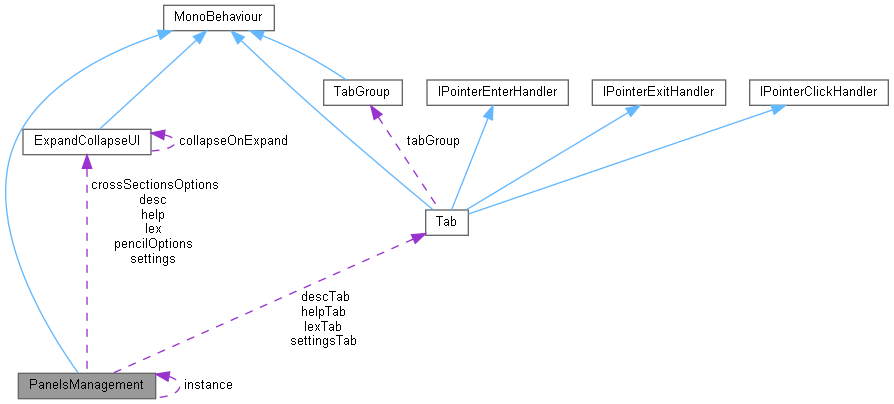 MonoBehaviour
TabGroup
IPointerEnterHandler
IPointerExitHandler
IPointerClickHandler
ExpandCollapseUI
collapseOnExpand
tabGroup
crossSectionsOptions
desc
help
lex
pencilOptions
settings
Tab
descTab
helpTab
lexTab
settingsTab
PanelsManagement
instance